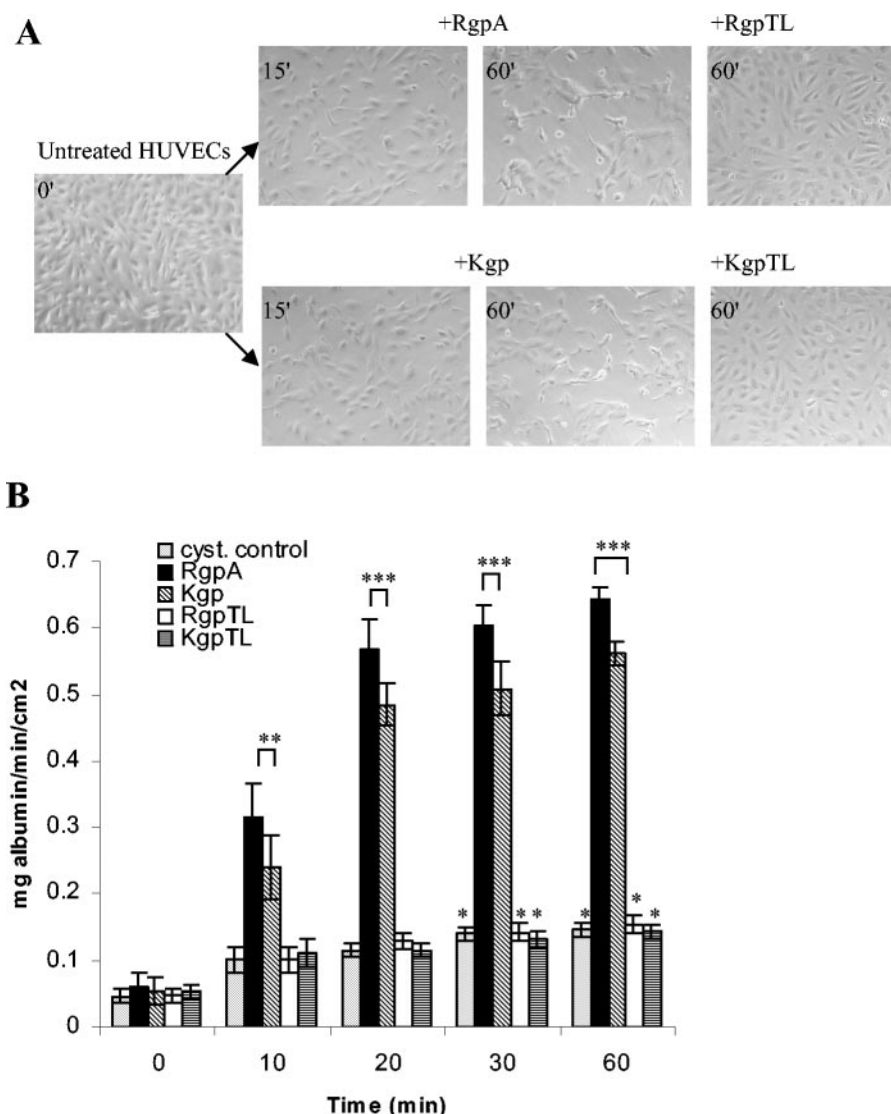 A
+RgpA
+RgpTL
15'
60'
60'
Untreated HUVECs
0'
+Kgp
+KgpTL
15'
60'
60'
B
cyst. control
RgpA
Kgp
RgpTL
KgpTL
mg albumin/min/cm2
0.7
0.6
0.5
0.4
0.3
0.2
0.1
0
**
***
***
***
* * *
* * *
0 10 20 30 60
Time (min)